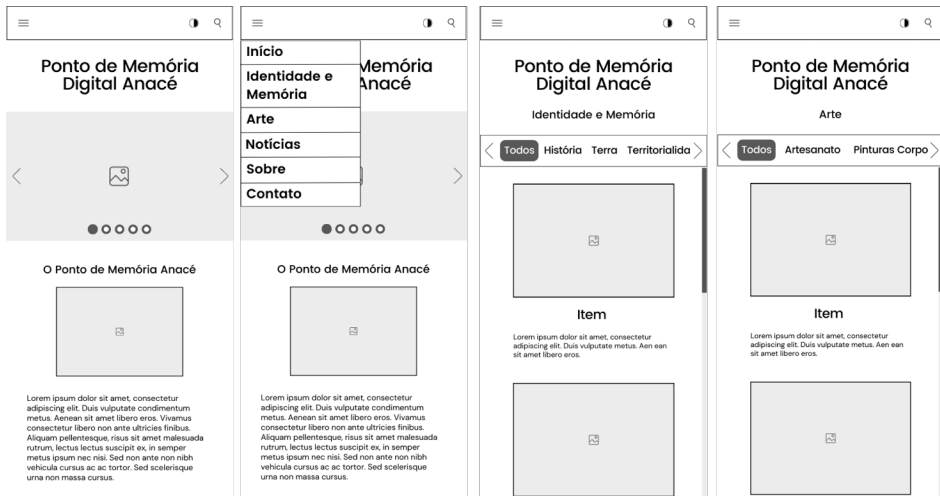 Ponto de Memória
Digital Anacé
O Ponto de Memória Anacé
Lorem ipsum dolor sit amet, consectetur
adipiscing elit. Duis vulputate condimentum
metus. Aenean sit amet libero eros. Vivamus
consectetur libero non ante ultricies finibus.
Aliquam pellentesque, risus sit amet malesuada
rutrum, lectus lectus suscipit ex, in semper
metus ipsum nec nisi. Sed non ante non nibh
vehicula cursus ac ac tortor. Sed scelerisque
urna non massa cursus.
Início
Identidade e
Memória
Arte
Notícias
Sobre
Contato
Memória
Anacé
O Ponto de Memória Anacé
Lorem ipsum dolor sit amet, consectetur
adipiscing elit. Duis vulputate condimentum
metus. Aenean sit amet libero eros. Vivamus
consectetur libero non ante ultricies finibus.
Aliquam pellentesque, risus sit amet malesuada
rutrum, lectus lectus suscipit ex, in semper
metus ipsum nec nisi. Sed non ante non nibh
vehicula cursus ac ac tortor. Sed scelerisque
urna non massa cursus.
Ponto de Memória
Digital Anacé
Identidade e Memória
Todos História Terra Territorialida
Item
Lorem ipsum dolor sit amet, consectetur
adipiscing elit. Duis vulputate metus. Aen ean
sit amet libero eros.
Ponto de Memória
Digital Anacé
Arte
Todos Artesanato Pinturas Corpo
Item
Lorem ipsum dolor sit amet, consectetur
adipiscing elit. Duis vulputate metus. Aen ean
sit amet libero eros.